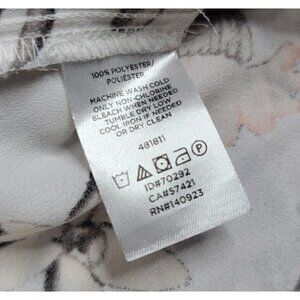 100% POLYESTER/
POLIÉSTER
MACHINE WASH COLD
ONLY NON-CHLORINE
BLEACH WHEN NEEDED
TUMBLE DRY LOW
COOL IRON IF NEEDED
OR DRY CLEAN
481811
P
ID#70292
CA#57421
RN#140923